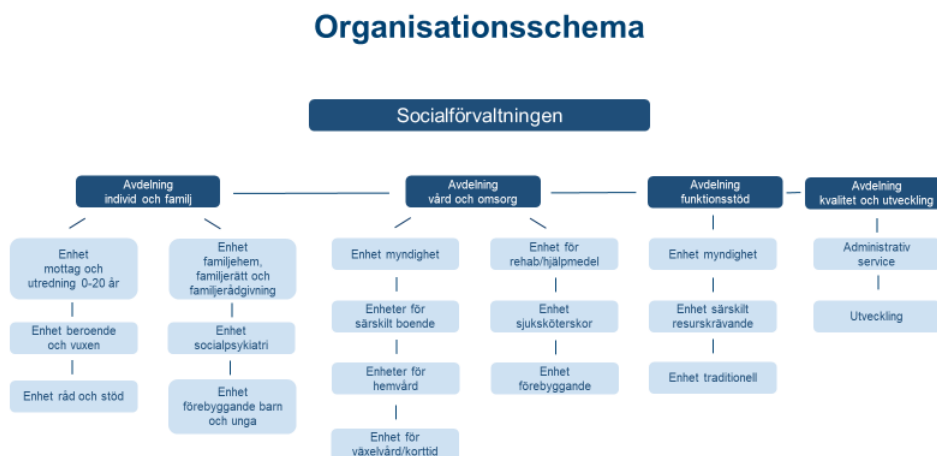 Organisationsschema
Socialförvaltningen
Avdelning
individ och familj
Avdelning
vård och omsorg
Avdelning
funktionsstöd
Avdelning
kvalitet och utveckling
Enhet
mottag och
utredning 0-20 år
Enhet beroende
och vuxen
Enhet råd och stöd
Enhet
familjehem,
familjerätt och
familjerådgivning
Enhet
socialpsykiatri
Enhet
förebyggande barn
och unga
Enhet myndighet
Enheter för
särskilt boende
Enheter för
hemvård
Enhet för
växelvård/korttid
Enhet för
rehab/hjälpmedel
Enhet
sjuksköterskor
Enhet
förebyggande
Enhet myndighet
Enhet särskilt
resurskrävande
Enhet traditionell
Administrativ
service
Utveckling